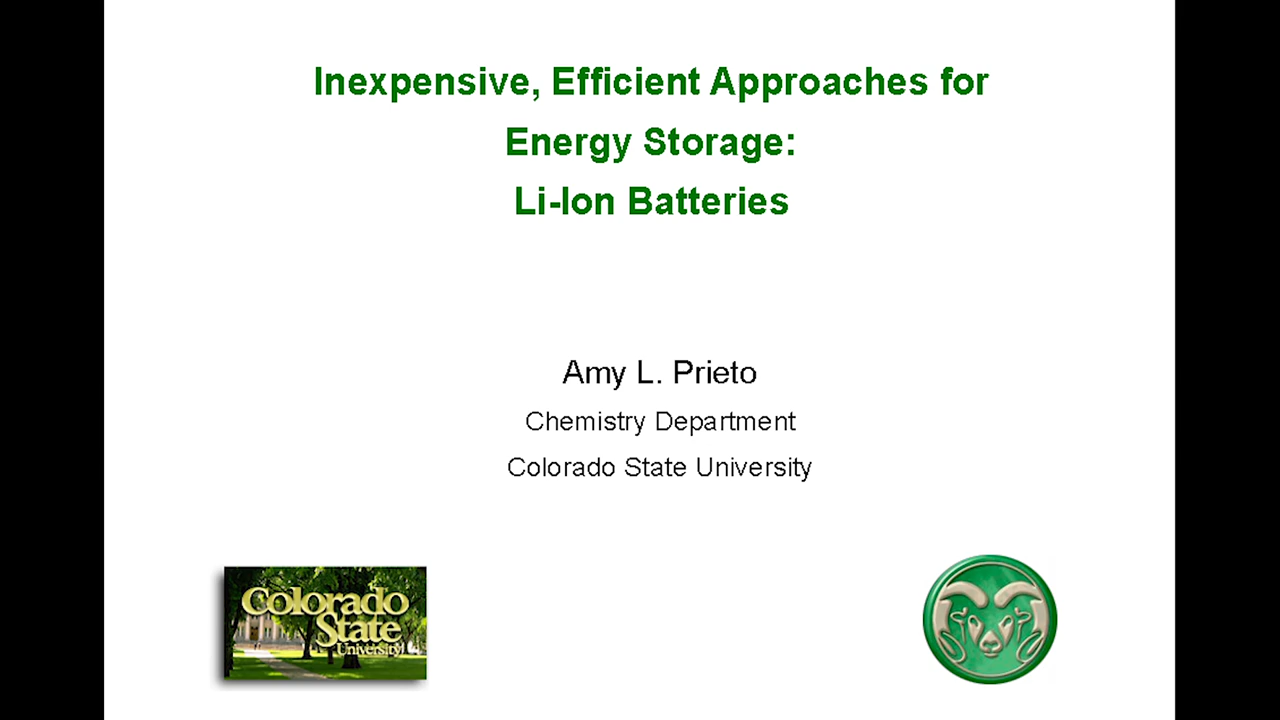 Inexpensive, Efficient Approaches for
Energy Storage:
Li-Ion Batteries
Amy L. Prieto
Chemistry Department
Colorado State University
Colorado
State
University